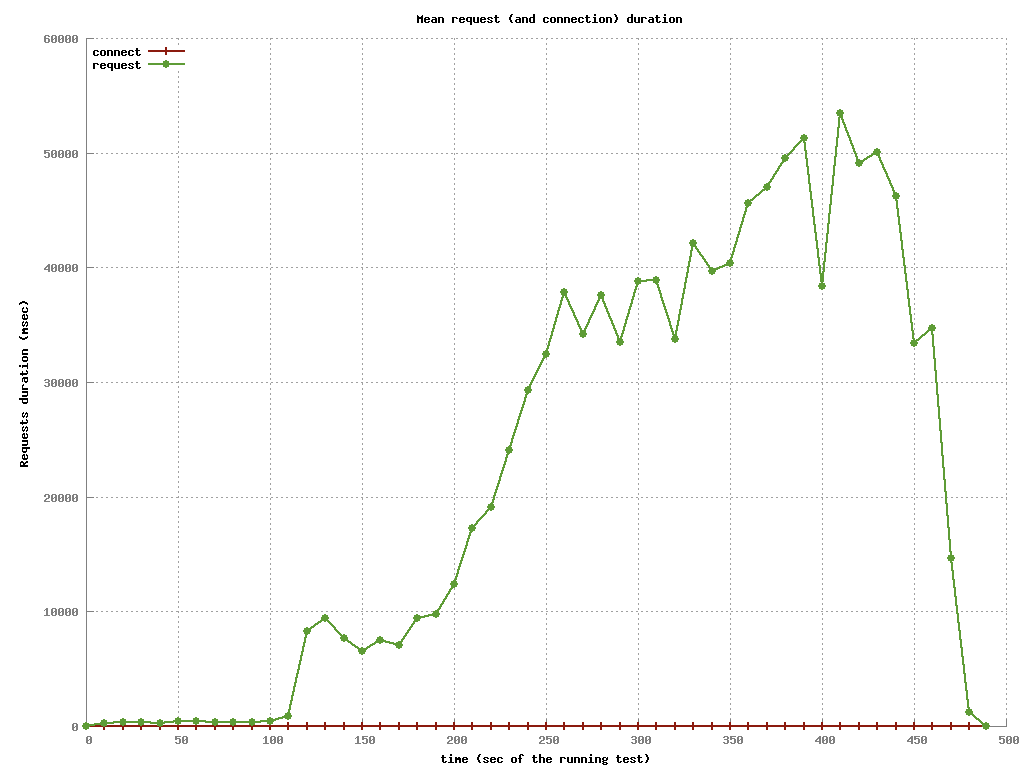 Mean request (and connection) duration
60000
connect
request
50000
40000
30000
20000
10000
0
Requests duration (msec)
0 50 100 150 200 250 300 350 400 450 500
time (sec of the running test)